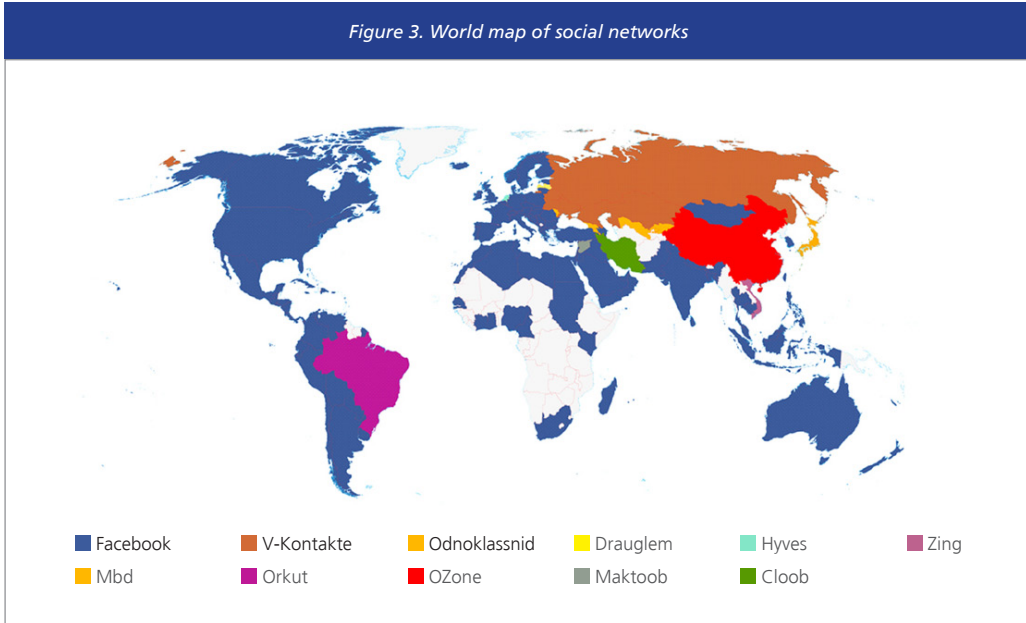 Figure 3. World map of social networks
Facebook V-Kontakte Odnoklassnid Drauglem Hyves Zing
Mbd Orkut OZone Maktoob Cloob